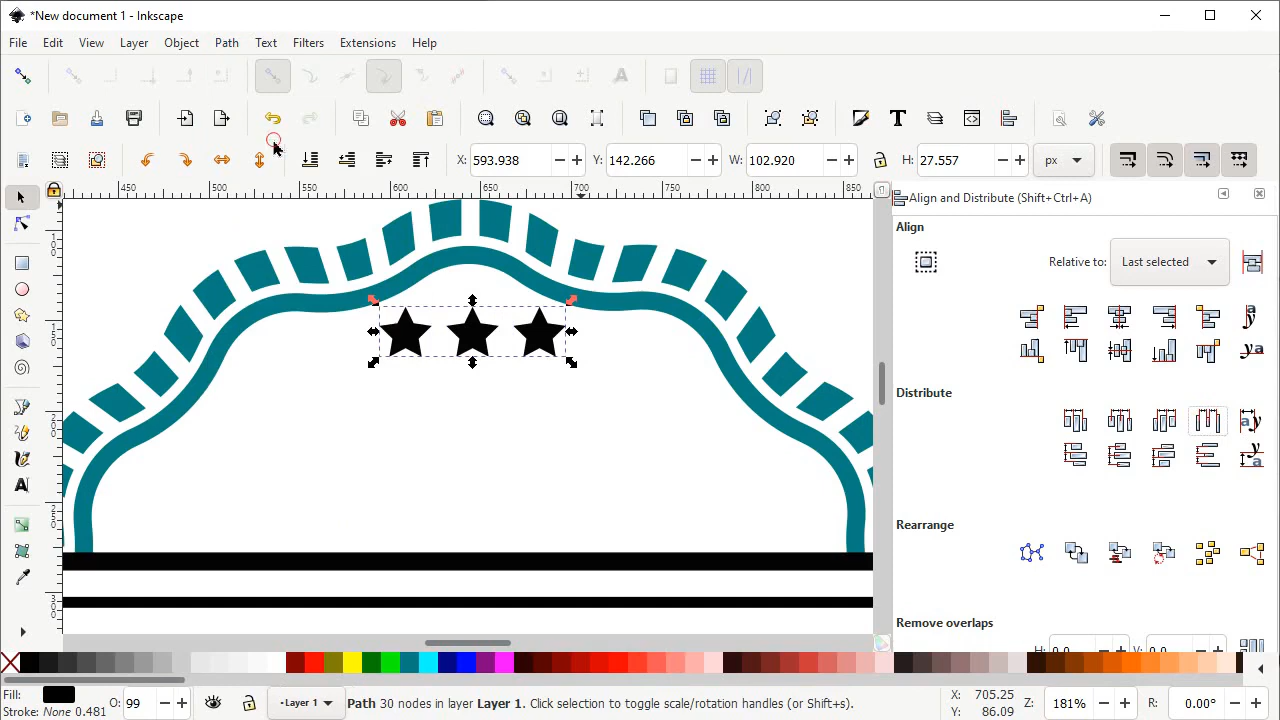 *New document 1 - Inkscape
File Edit View Layer Object Path Text Filters Extensions Help
X: 593.938 Y: 142.266 W: 102.920 H: 27.557 px
450 500 550 600 650 700 750 800 850
Align and Distribute (Shift+Ctrl+A)
Align
Relative to: Last selected
Distribute
Rearrange
Remove overlaps
H: 0.0 V: 0.0
Fill:
Stroke: None 0.481
O: 99
Layer 1
Path 30 nodes in layer Layer 1. Click selection to toggle scale/rotation handles (or Shift+s).
X: 705.25
Y: 86.09
Z: 181%
R: 0.00°